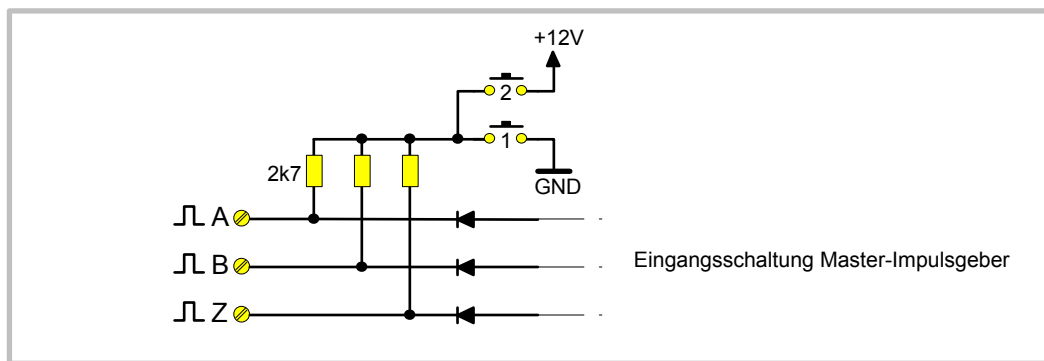 +12V
2
1
2k7
GND
A
B
Eingangsschaltung Master-Impulsgeber
Z